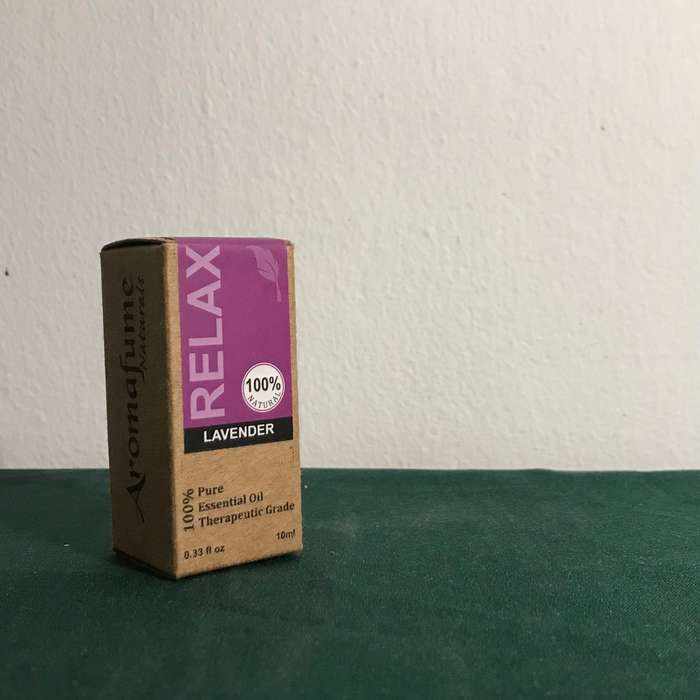 Aromafume
Naturals
RELAX
100%
NATURAL
LAVENDER
100%
Pure
Essential Oil
Therapeutic Grade
0.33 fl oz
10ml